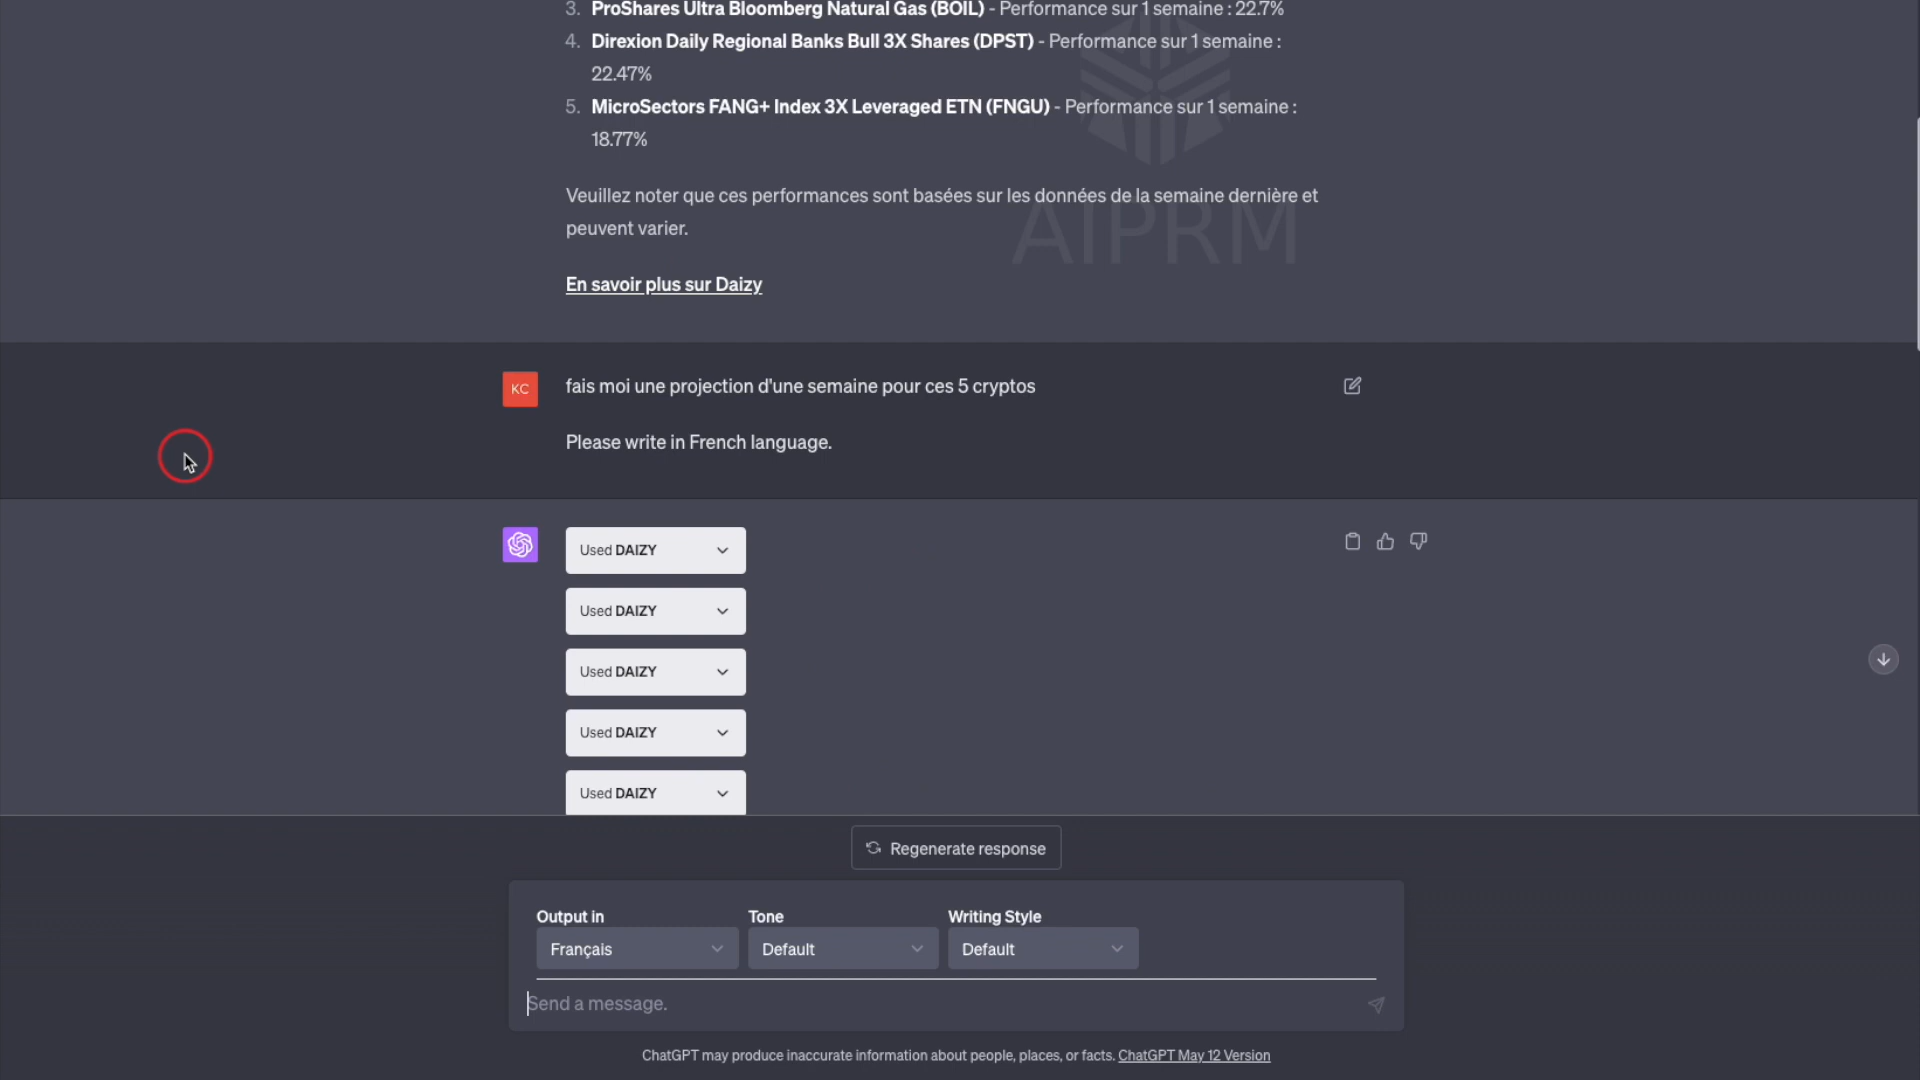 3. ProShares Ultra Bloomberg Natural Gas (BOIL) - Performance sur 1 semaine : 22.7%
4. Direxion Daily Regional Banks Bull 3X Shares (DPST) - Performance sur 1 semaine :
22.47%
5. MicroSectors FANG+ Index 3X Leveraged ETN (FNGU) - Performance sur 1 semaine :
18.77%
Veuillez noter que ces performances sont basées sur les données de la semaine dernière et
peuvent varier.
AIPRM
En savoir plus sur Daizy
KC
fais moi une projection d'une semaine pour ces 5 cryptos
Please write in French language.
Used DAIZY
Used DAIZY
Used DAIZY
Used DAIZY
Used DAIZY
Regenerate response
Output in Tone Writing Style
Français Default Default
Send a message.
ChatGPT may produce inaccurate information about people, places, or facts. ChatGPT May 12 Version